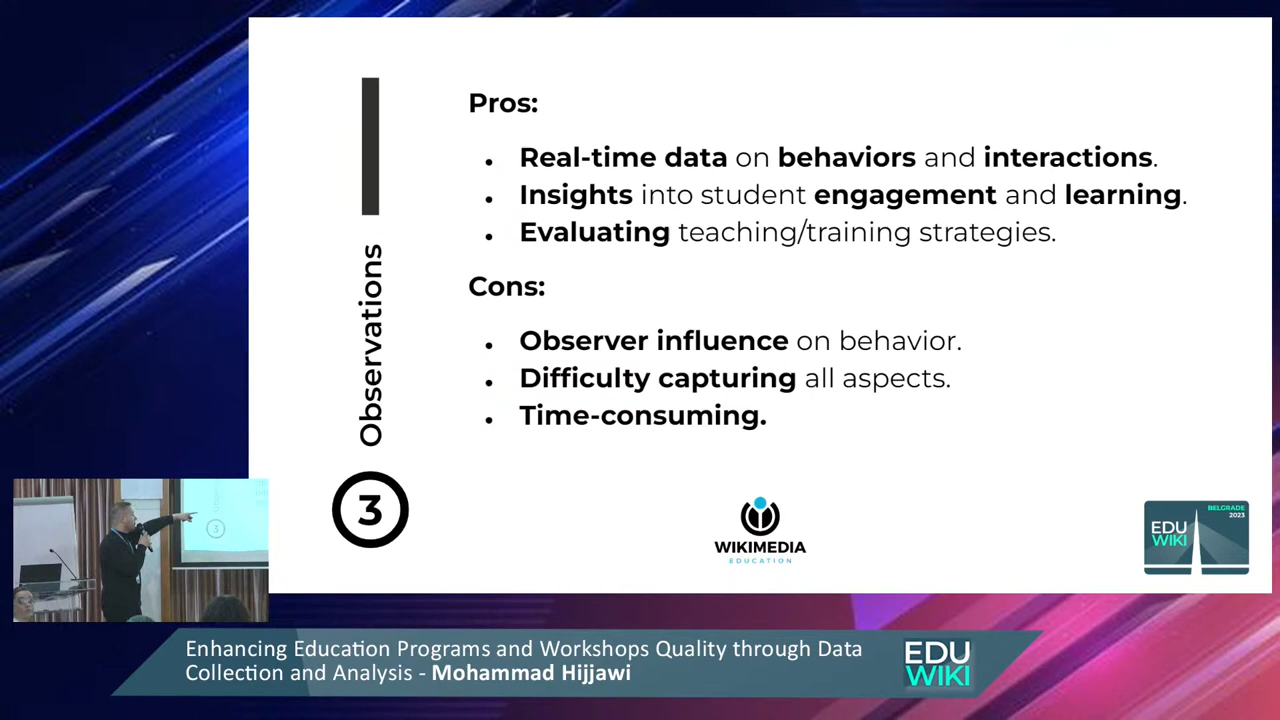 Pros:
Real-time data on behaviors and interactions.
Insights into student engagement and learning.
Evaluating teaching/training strategies.
Cons:
Observer influence on behavior.
Difficulty capturing all aspects.
Time-consuming.
Observations
3
WIKIMEDIA
EDUCATION
BELGRADE
2023
EDU
WIKI
3
Enhancing Education Programs and Workshops Quality through Data
Collection and Analysis - Mohammad Hijjawi
EDU
WIKI